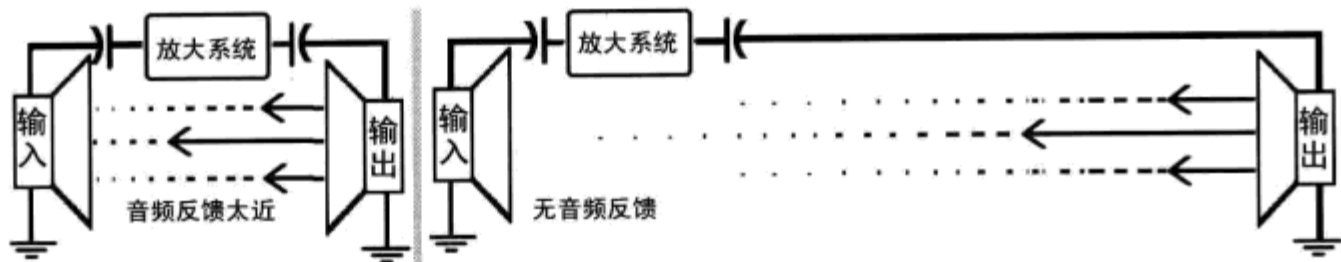 放大系统
放大系统
输入
输出
输入
输出
音频反馈太近
无音频反馈